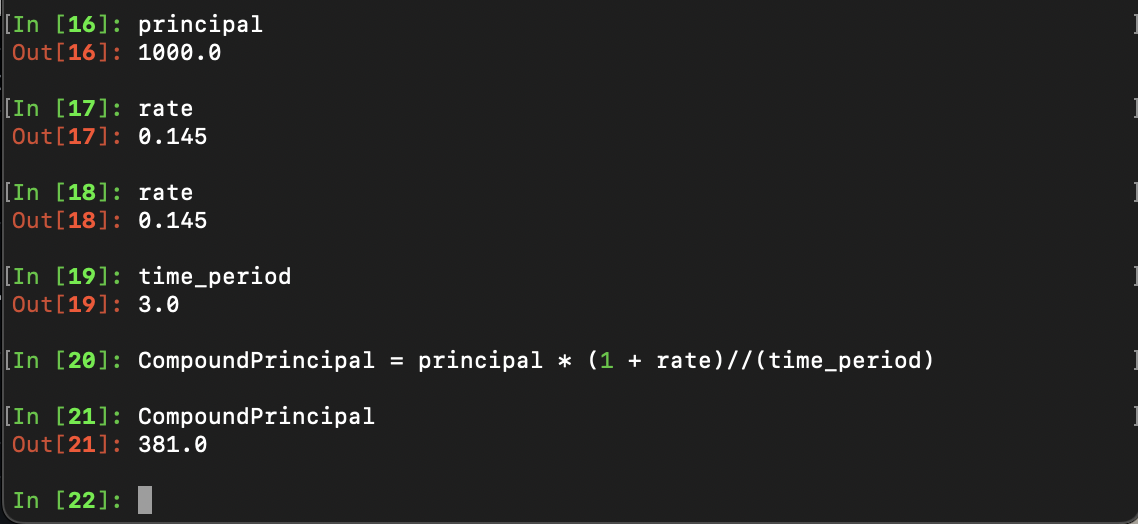 [In [16]: principal ]
Out[16]: 1000.0
[In [17]: rate ]
Out[17]: 0.145
[In [18]: rate ]
Out[18]: 0.145
[In [19]: time_period ]
Out[19]: 3.0
[In [20]: CompoundPrincipal = principal * (1 + rate)//(time_period) ]
[In [21]: CompoundPrincipal ]
Out[21]: 381.0
In [22]: